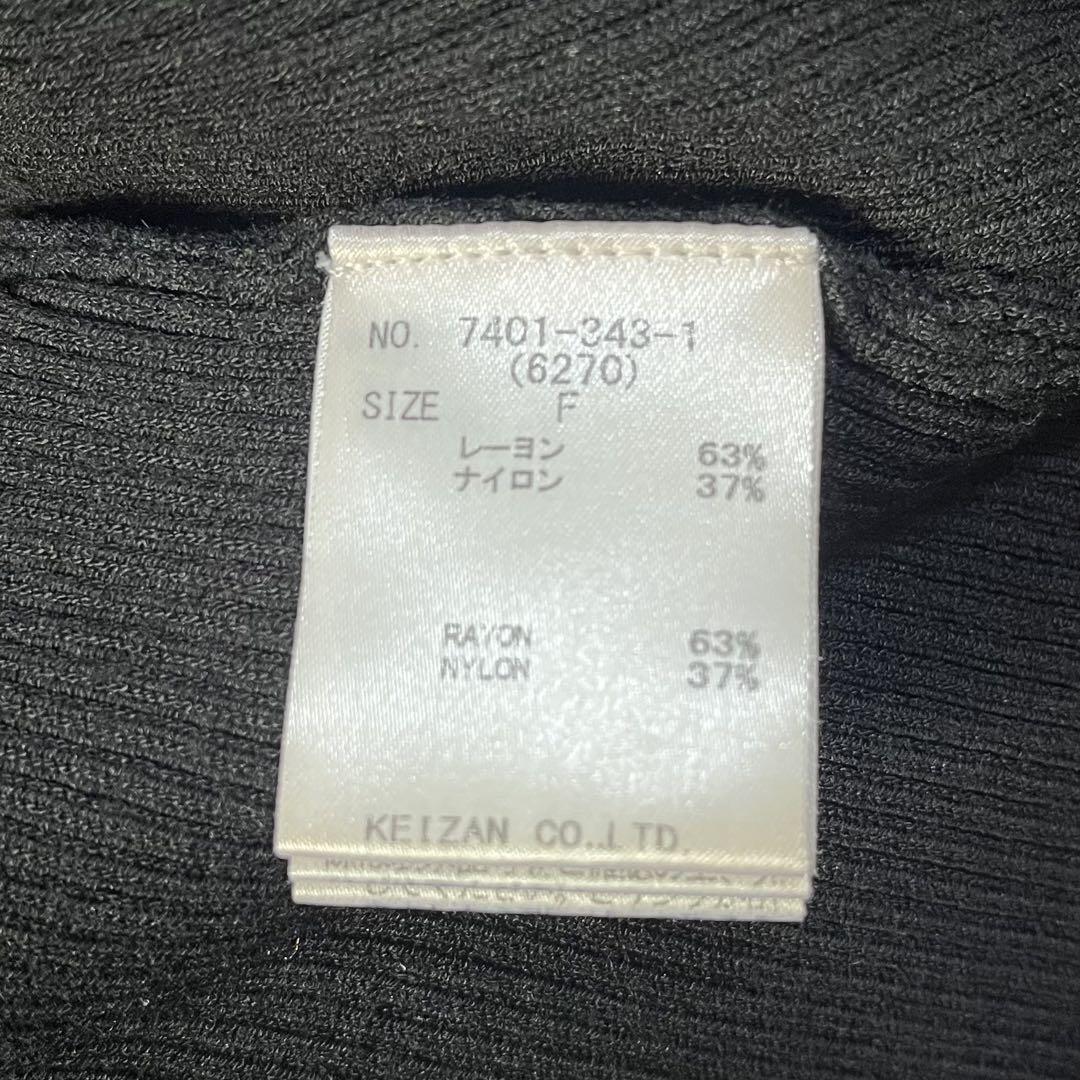 NO. 7401-343-1
(6270)
SIZE F
レーヨン 63%
ナイロン 37%
RAYON 63%
NYLON 37%
KEIZAN CO.,LTD.